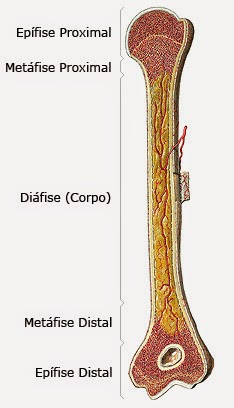 Epífise Proximal
Metáfise Proximal
Diáfise (Corpo)
Metáfise Distal
Epífise Distal